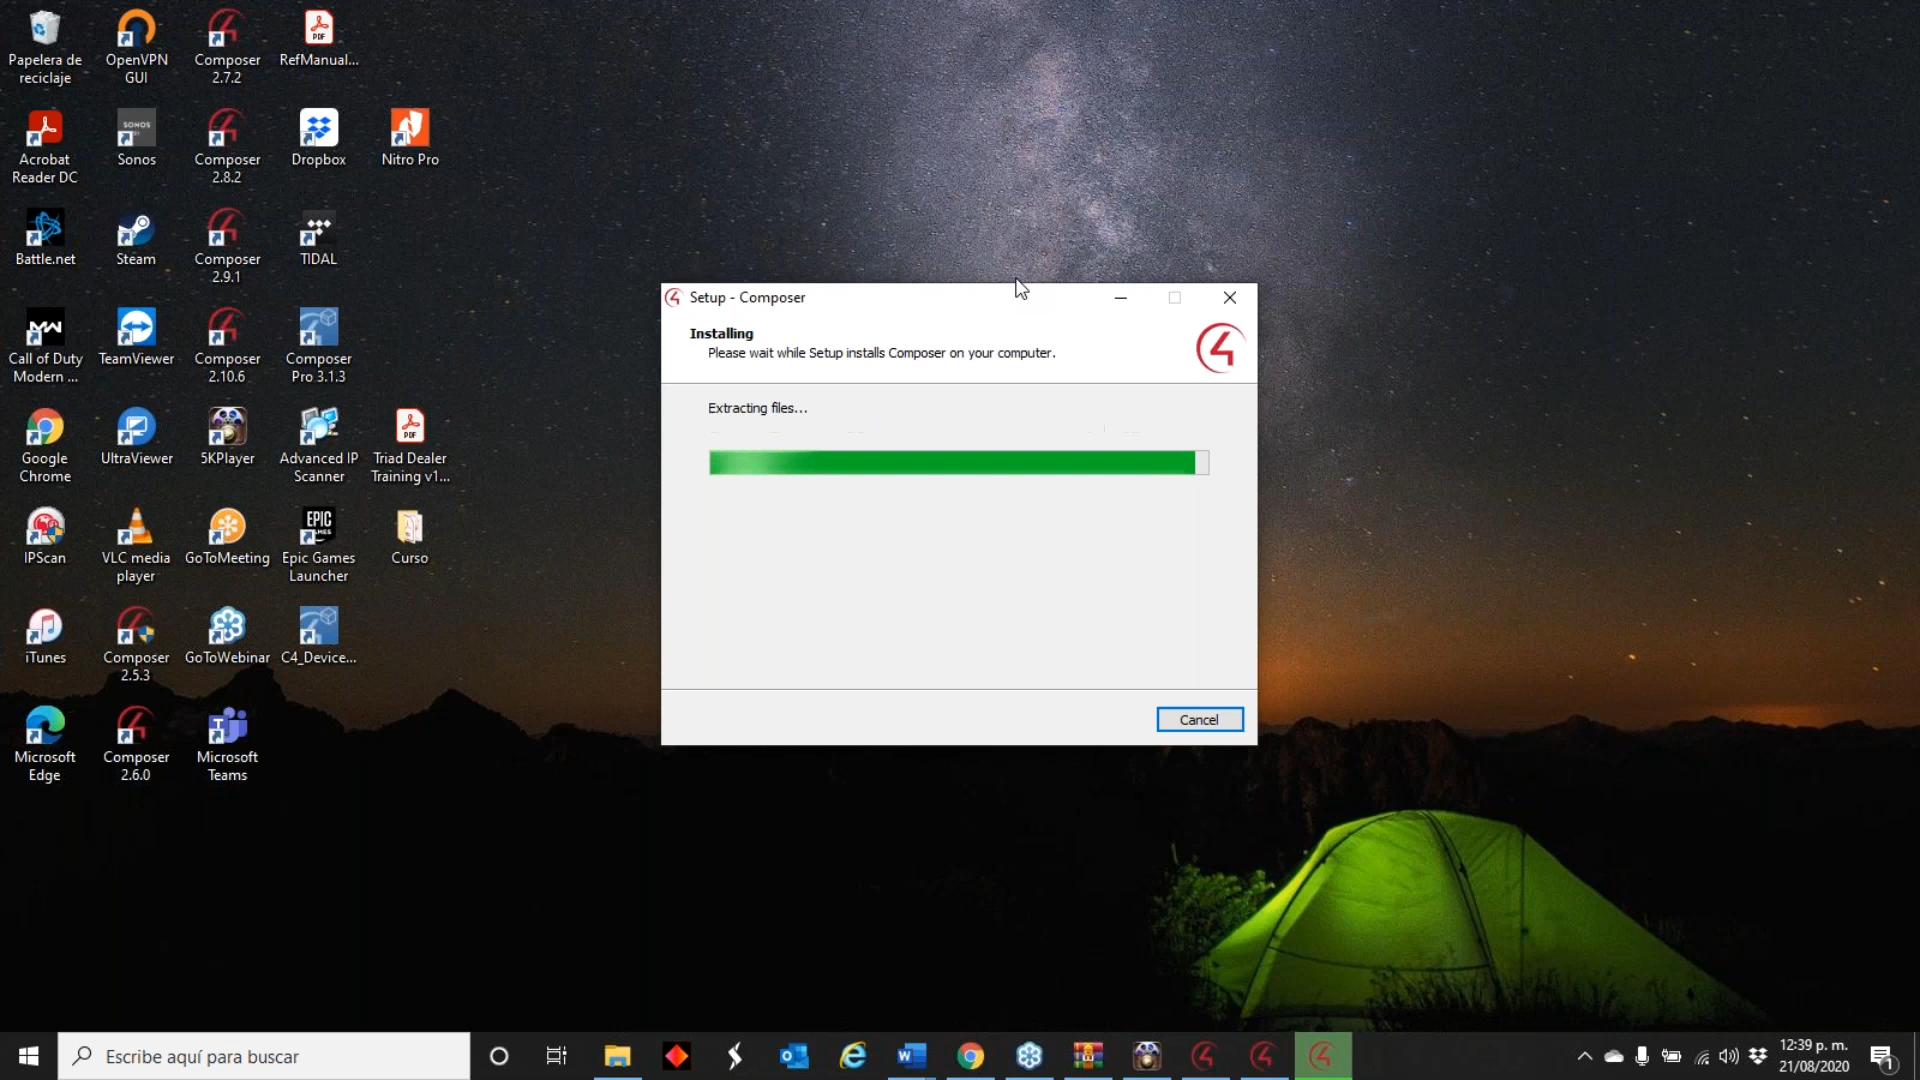 Papelera de
reciclaje
OpenVPN
GUI
Composer
2.7.2
RefManual...
Acrobat
Reader DC
SONOS
Sonos
Composer
2.8.2
Dropbox
Nitro Pro
Battle.net
Steam
Composer
2.9.1
TIDAL
Call of Duty
Modern ...
TeamViewer
Composer
2.10.6
Composer
Pro 3.1.3
Google
Chrome
UltraViewer
5KPlayer
Advanced IP
Scanner
Triad Dealer
Training v1...
IPScan
VLC media
player
GoToMeeting
Epic Games
Launcher
Curso
iTunes
Composer
2.5.3
GoToWebinar
C4_Device...
Microsoft
Edge
Composer
2.6.0
Microsoft
Teams
Setup - Composer
Installing
Please wait while Setup installs Composer on your computer.
Extracting files...
Cancel
Escribe aquí para buscar
12:39 p. m.
21/08/2020
1